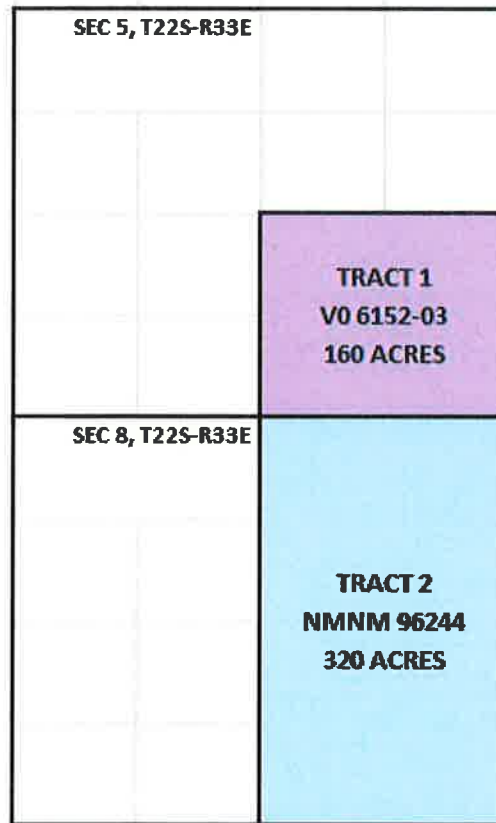 SEC 5, T22S-R33E
TRACT 1
V0 6152-03
160 ACRES
SEC 8, T22S-R33E
TRACT 2
NMNM 96244
320 ACRES